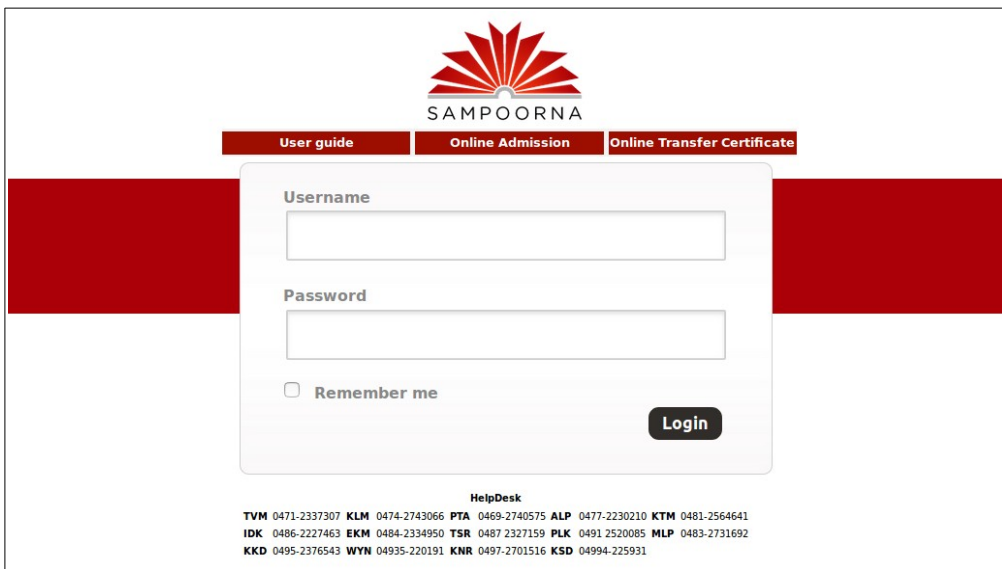 SAMPOORNA
User guide Online Admission Online Transfer Certificate
Username
Password
Remember me
Login
HelpDesk
TVM 0471-2337307 KLM 0474-2743066 PTA 0469-2740575 ALP 0477-2230210 KTM 0481-2564641
IDK 0486-2227463 EKM 0484-2334950 TSR 0487 2327159 PLK 0491 2520085 MLP 0483-2731692
KKD 0495-2376543 WYN 04935-220191 KNR 0497-2701516 KSD 04994-225931